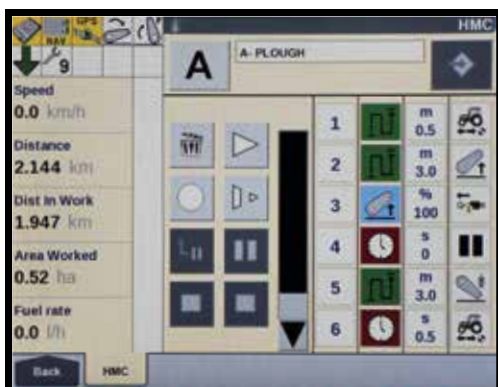 HMC
NAV
GPS
9
A
A- PLOUGH
Speed
0.0 km/h
Distance
2.144 km
Dist In Work
1.947 km
Area Worked
0.52 ha
Fuel rate
0.0 l/h
1 m 0.5
2 m 3.0
3 % 100
4 s 0
5 m 3.0
6 s 0.5
Back
HMC